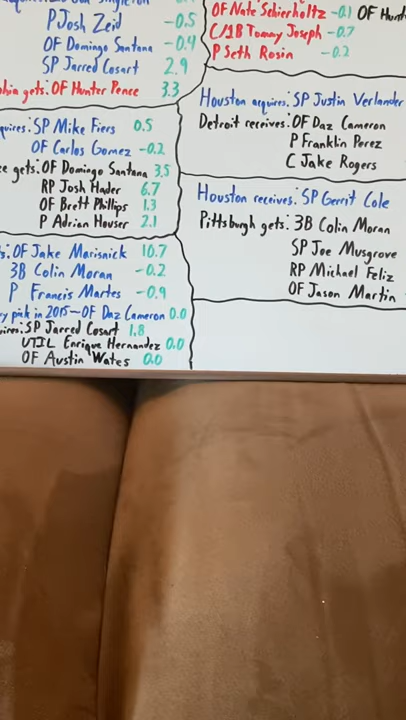 P Josh Zeid -0.5
OF Domingo Santana -0.4
SP Jarred Cosart 2.9
phia gets: OF Hunter Pence 3.3
quires: SP Mike Fiers 0.5
OF Carlos Gomez -0.2
ee gets: OF Domingo Santana 3.5
RP Josh Hader 6.7
OF Brett Phillips 1.3
P Adrian Houser 2.1
s: OF Jake Marisnick 10.7
3B Colin Moran -0.2
P Francis Martes -0.9
y pick in 2015-OF Daz Cameron 0.0
uires: SP Jarred Cosart 1.8
UTIL Enrique Hernandez 0.0
OF Austin Wates 0.0
OF Nate Schierholtz -0.1 OF Hunt
C/1B Tommy Joseph -0.7
P Seth Rosin -0.2
Houston acquires: SP Justin Verlander
Detroit receives: OF Daz Cameron
P Franklin Perez
C Jake Rogers
Houston receives: SP Gerrit Cole
Pittsburgh gets: 3B Colin Moran
SP Joe Musgrove
RP Michael Feliz
OF Jason Martin